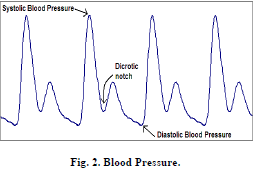 Systolic Blood Pressure
Dicrotic
notch
Diastolic Blood Pressure
Fig. 2. Blood Pressure.